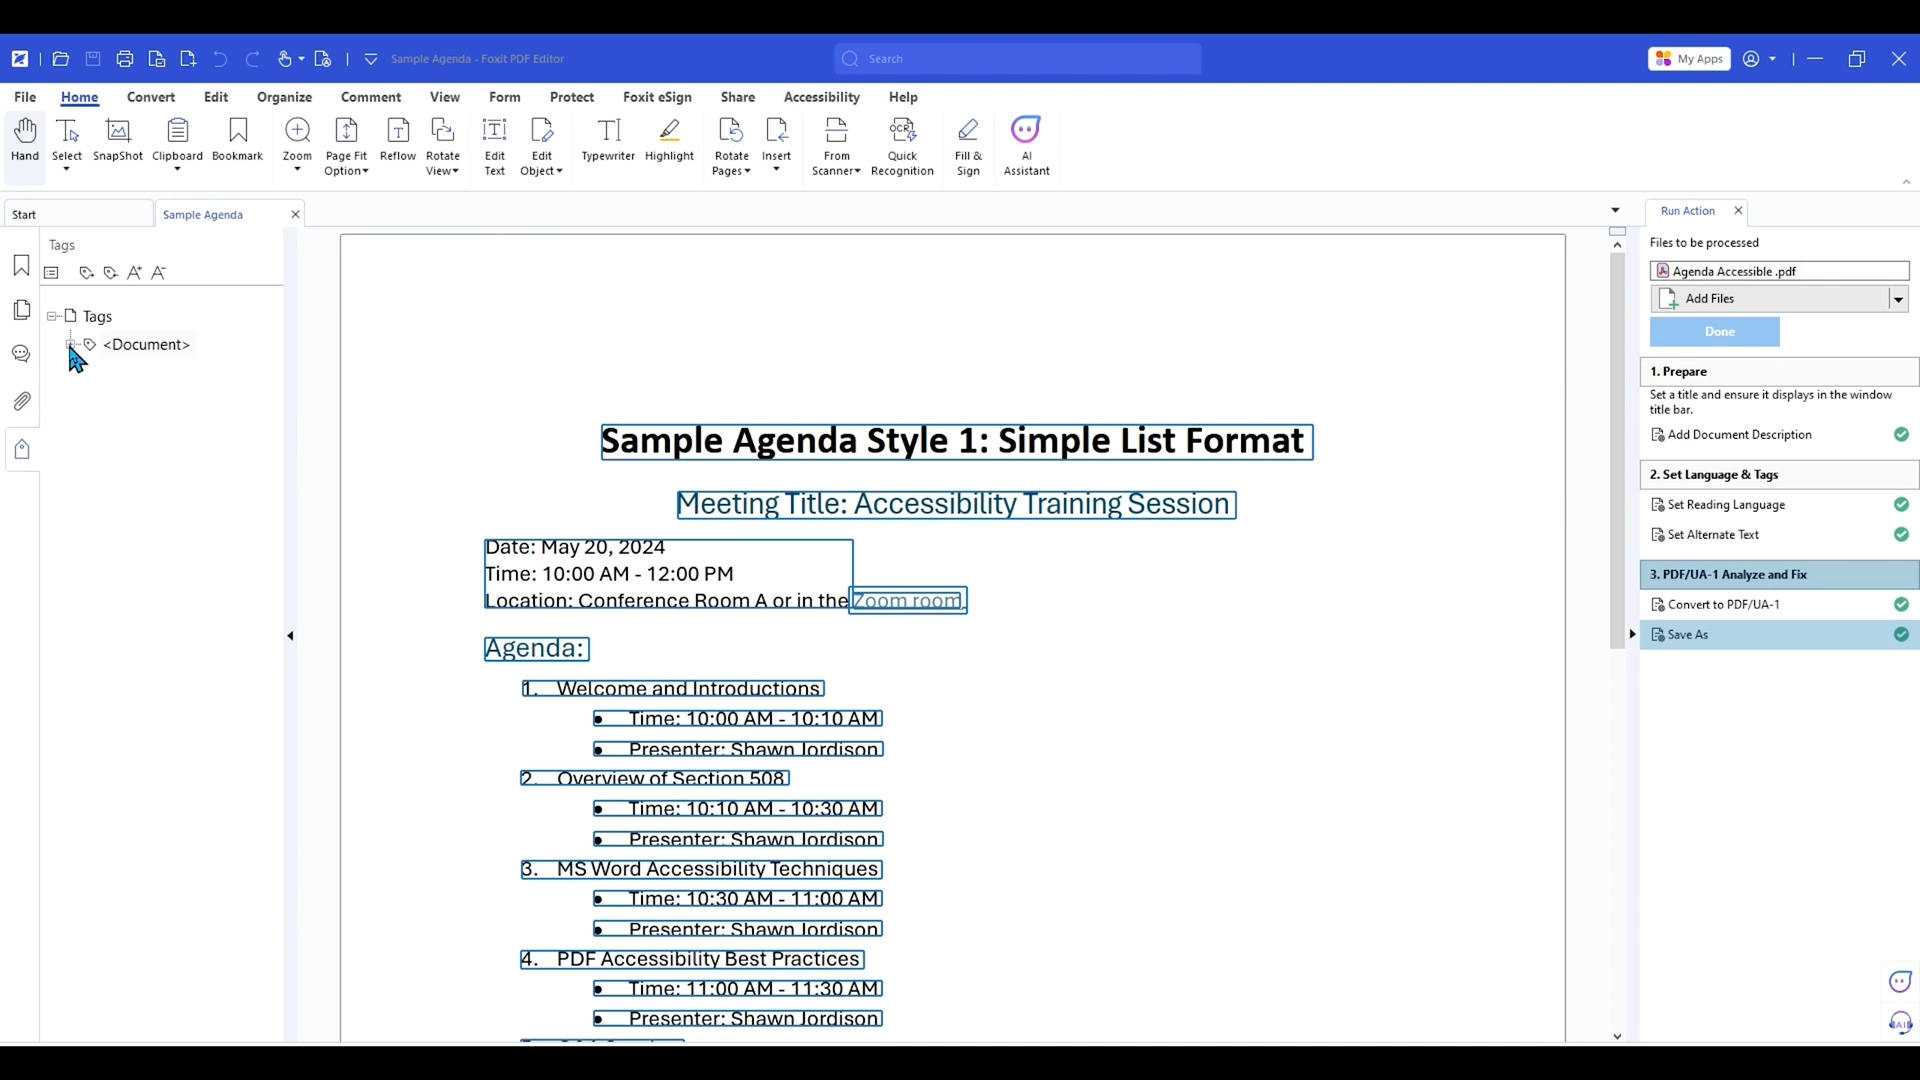 Sample Agenda - Foxit PDF Editor
Search
My Apps
File Home Convert Edit Organize Comment View Form Protect Foxit eSign Share Accessibility Help
Hand Select SnapShot Clipboard Bookmark Zoom Page Fit Option Reflow Rotate View Edit Text Edit Object Typewriter Highlight Rotate Pages Insert From Scanner OCR Quick Recognition Fill & Sign AI Assistant
Start
Sample Agenda
Run Action
Tags
Tags
<Document>
Sample Agenda Style 1: Simple List Format
Meeting Title: Accessibility Training Session
Date: May 20, 2024
Time: 10:00 AM - 12:00 PM
Location: Conference Room A or in the Zoom room
Agenda:
1. Welcome and Introductions
• Time: 10:00 AM - 10:10 AM
• Presenter: Shawn Jordison
2. Overview of Section 508
• Time: 10:10 AM - 10:30 AM
• Presenter: Shawn Jordison
3. MS Word Accessibility Techniques
• Time: 10:30 AM - 11:00 AM
• Presenter: Shawn Jordison
4. PDF Accessibility Best Practices
• Time: 11:00 AM - 11:30 AM
• Presenter: Shawn Jordison
Files to be processed
Agenda Accessible .pdf
Add Files
Done
1. Prepare
Set a title and ensure it displays in the window
title bar.
Add Document Description
2. Set Language & Tags
Set Reading Language
Set Alternate Text
3. PDF/UA-1 Analyze and Fix
Convert to PDF/UA-1
Save As
AI